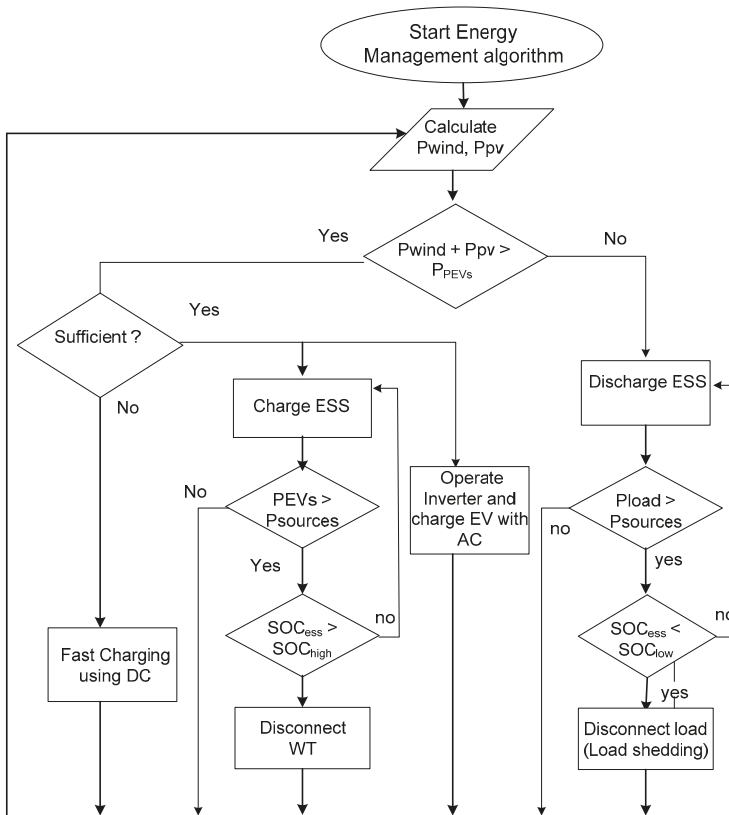 Start Energy
Management algorithm
Calculate
Pwind, Ppv
Yes
Pwind + Ppv >
PPEVs
No
Sufficient ?
Yes
No
Charge ESS
Discharge ESS
No
PEVs >
Psources
Yes
Operate
Inverter and
charge EV with
AC
Pload >
Psources
no
yes
SOCess >
SOChigh
no
SOCess <
SOClow
no
yes
Fast Charging
using DC
Disconnect
WT
Disconnect load
(Load shedding)